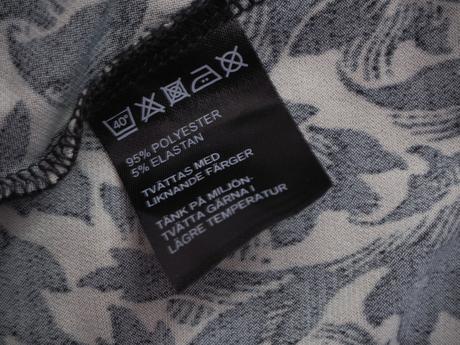 40°
95% POLYESTER
5% ELASTAN
TVÄTTAS MED
LIKNANDE FÄRGER
TÄNK PÅ MILJÖN-
TVÄTTA GÄRNA I
LÄGRE TEMPERATUR